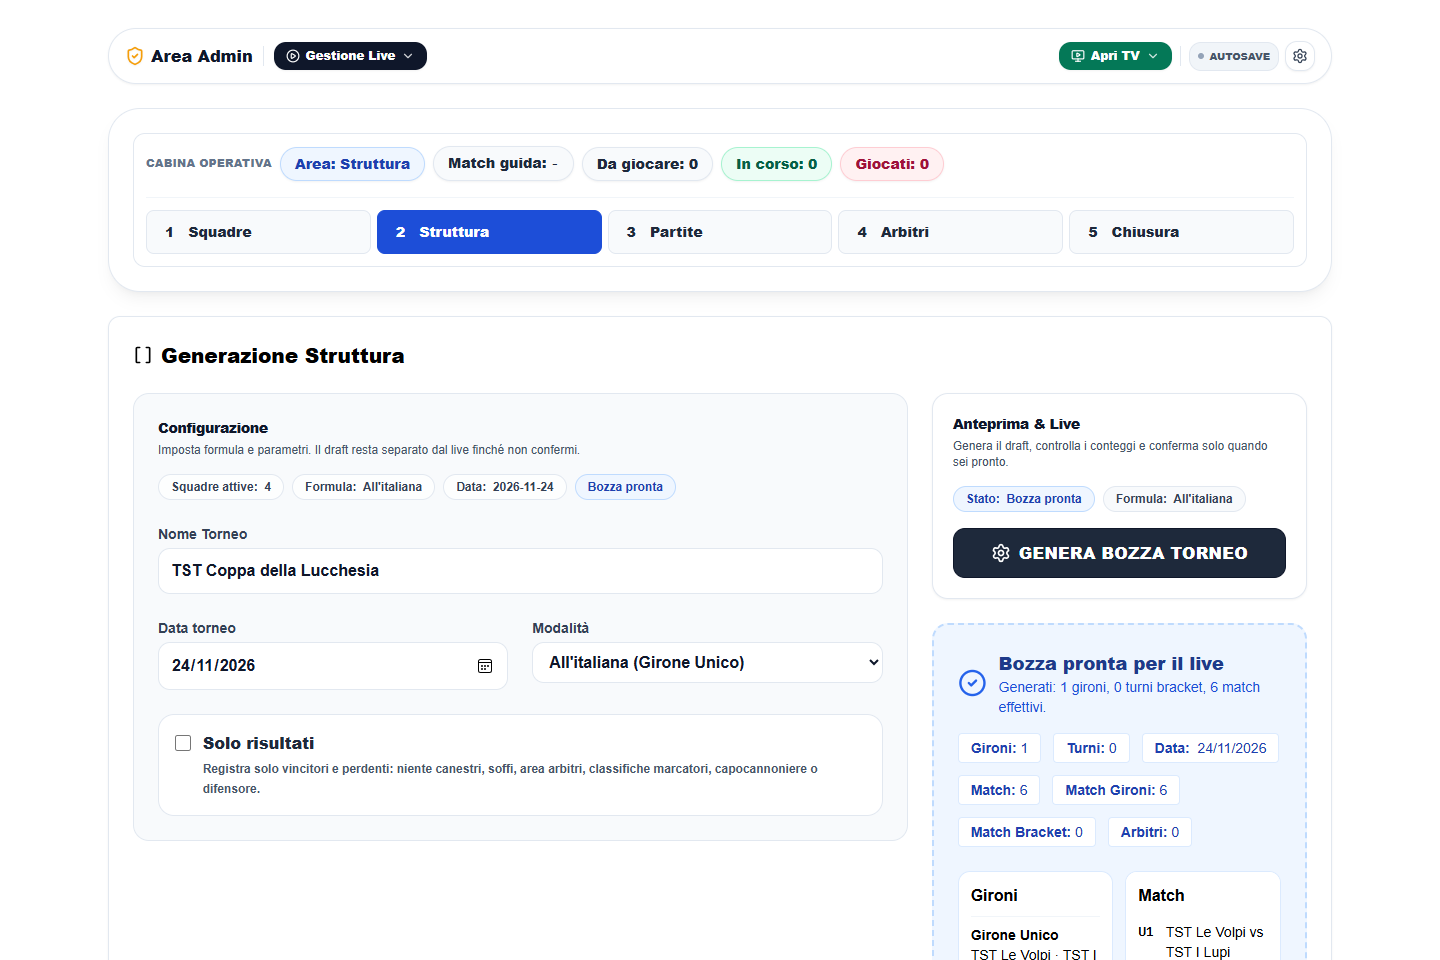 Area Admin
Gestione Live
Apri TV
AUTOSAVE
CABINA OPERATIVA
Area: Struttura
Match guida: -
Da giocare: 0
In corso: 0
Giocati: 0
1 Squadre
2 Struttura
3 Partite
4 Arbitri
5 Chiusura
Generazione Struttura
Configurazione
Imposta formula e parametri. Il draft resta separato dal live finché non confermi.
Squadre attive: 4
Formula: All'italiana
Data: 2026-11-24
Bozza pronta
Nome Torneo
TST Coppa della Lucchesia
Data torneo
24/11/2026
Modalità
All'italiana (Girone Unico)
Solo risultati
Registra solo vincitori e perdenti: niente canestri, soffi, area arbitri, classifiche marcatori, capocannoniere o
difensore.
Anteprima & Live
Genera il draft, controlla i conteggi e conferma solo quando
sei pronto.
Stato: Bozza pronta
Formula: All'italiana
GENERA BOZZA TORNEO
Bozza pronta per il live
Generati: 1 gironi, 0 turni bracket, 6 match
effettivi.
Gironi: 1
Turni: 0
Data: 24/11/2026
Match: 6
Match Gironi: 6
Match Bracket: 0
Arbitri: 0
Gironi
Girone Unico
TST Le Volpi · TST I
Match
U1 TST Le Volpi vs
TST I Lupi